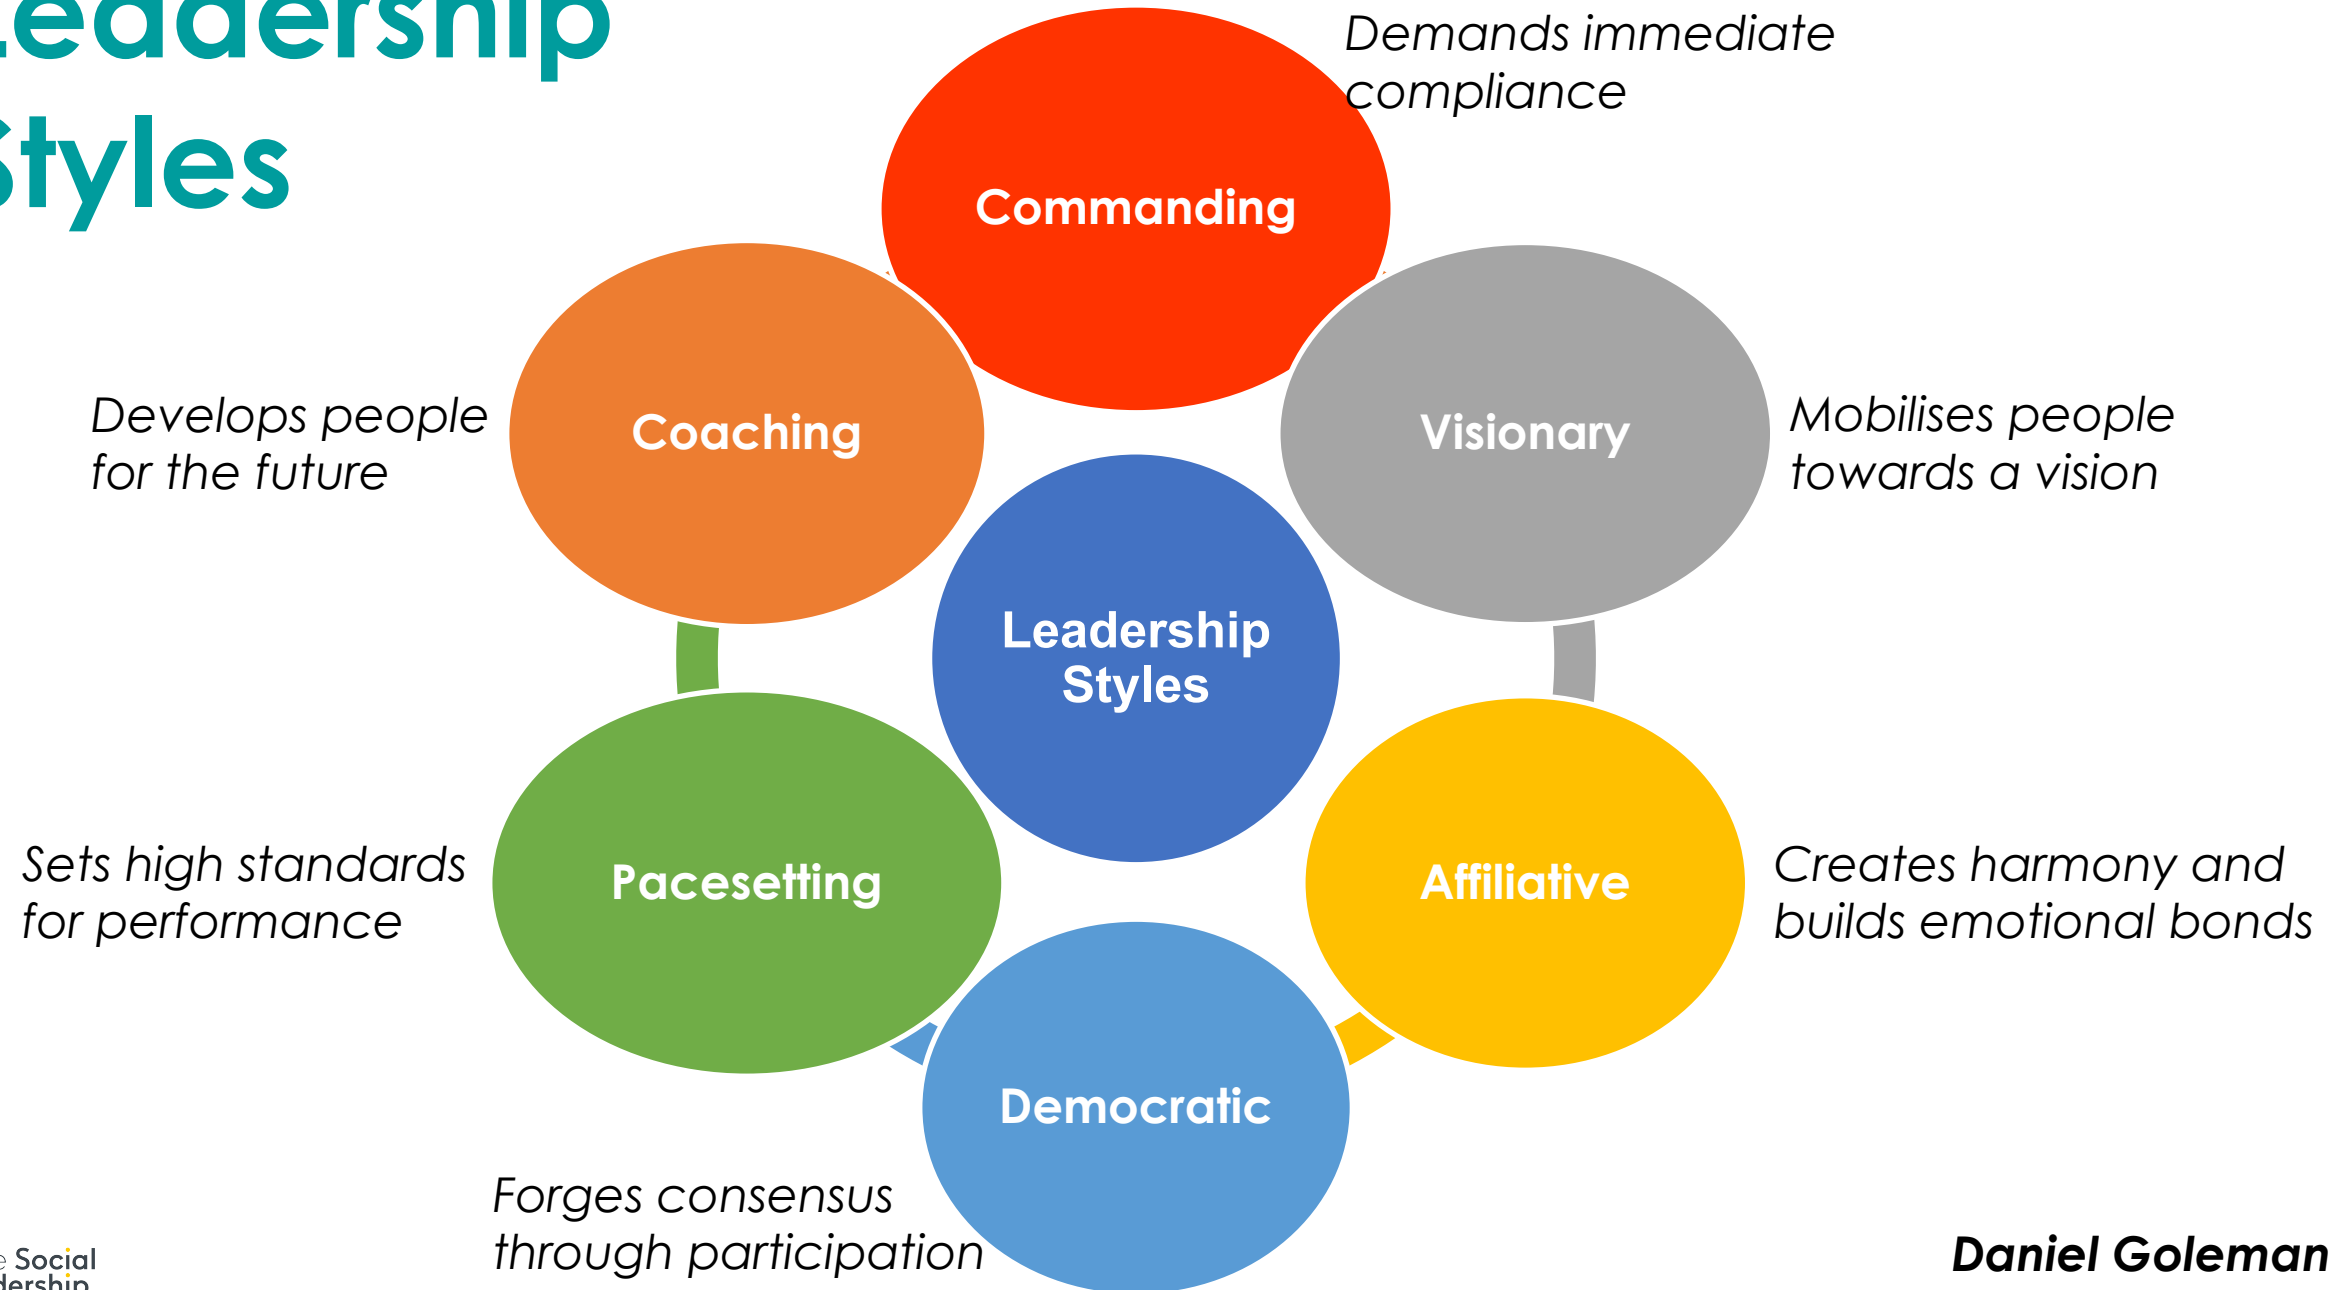 Leadership
Styles
Demands immediate
compliance
Commanding
Coaching
Develops people
for the future
Visionary
Mobilises people
towards a vision
Leadership
Styles
Pacesetting
Sets high standards
for performance
Affiliative
Creates harmony and
builds emotional bonds
Democratic
Forges consensus
through participation
Daniel Goleman
Social